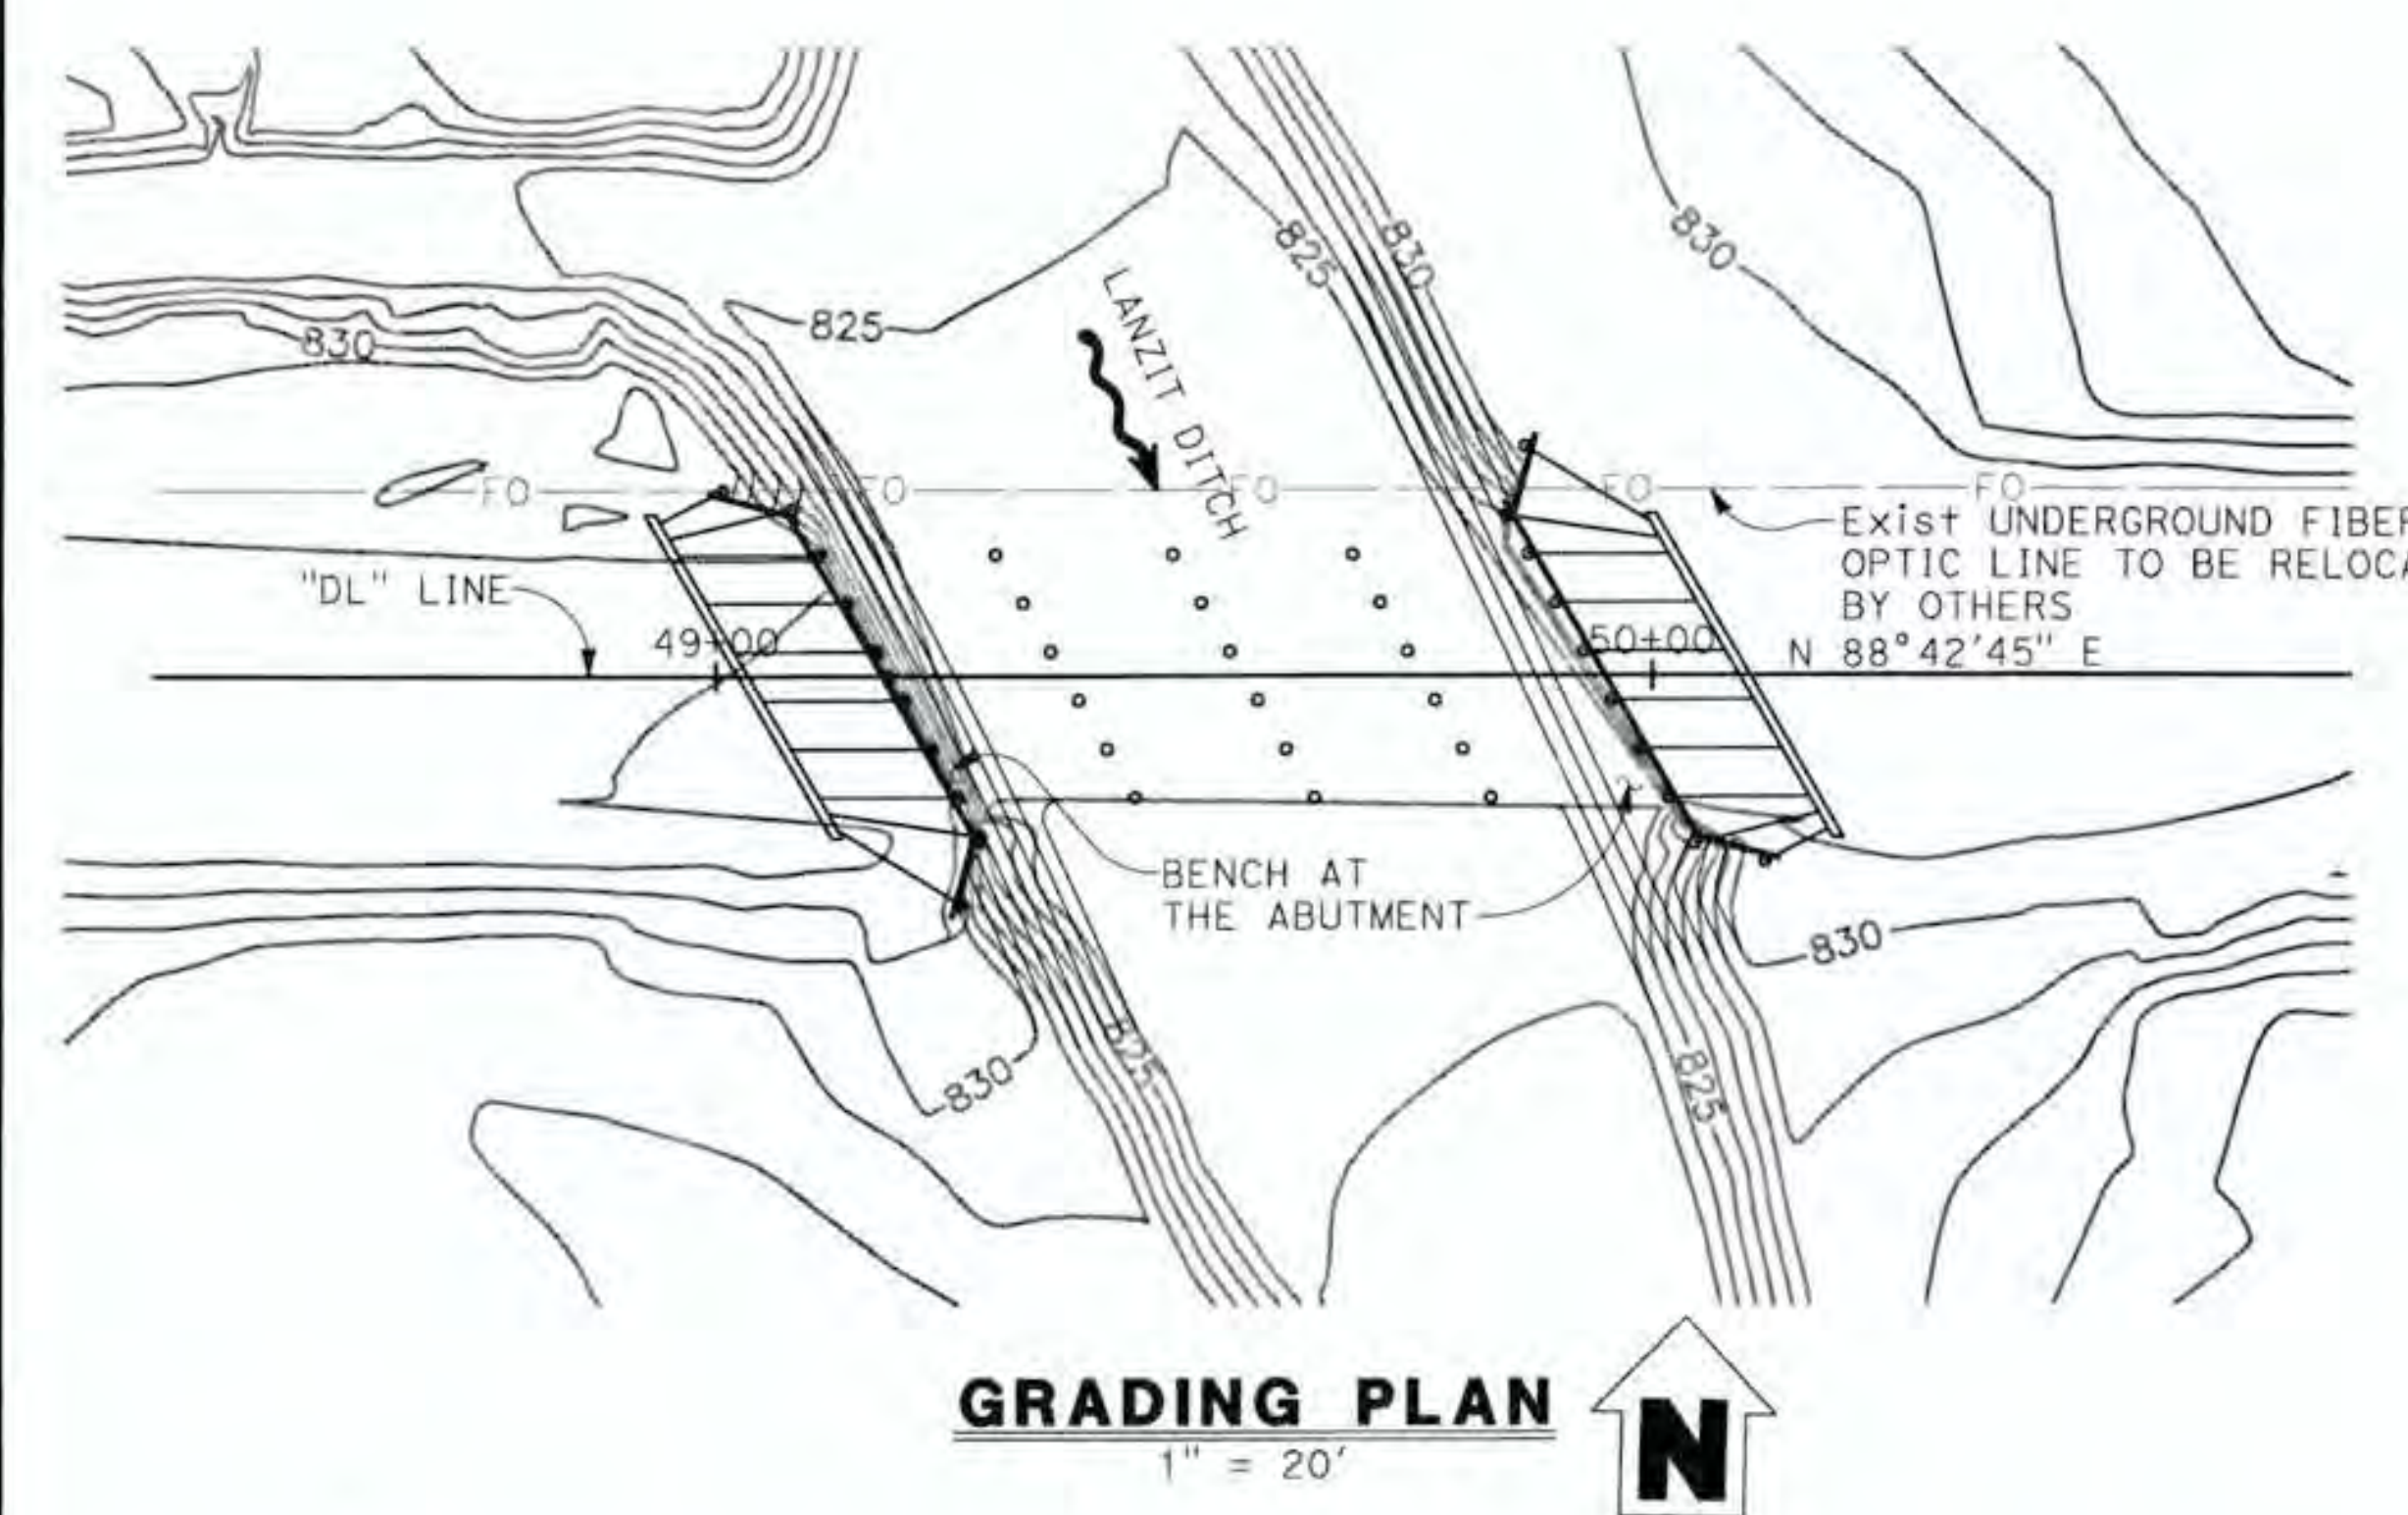 825
830
830
LANZIT DITCH
825
830
FO FO FO FO FO
Exist UNDERGROUND FIBER
OPTIC LINE TO BE
BY OTHERS
"DL" LINE
49+00
50+00
N 88°42'45" E
BENCH AT
THE ABUTMENT
830
825
830
825
GRADING PLAN
1" = 20'
N